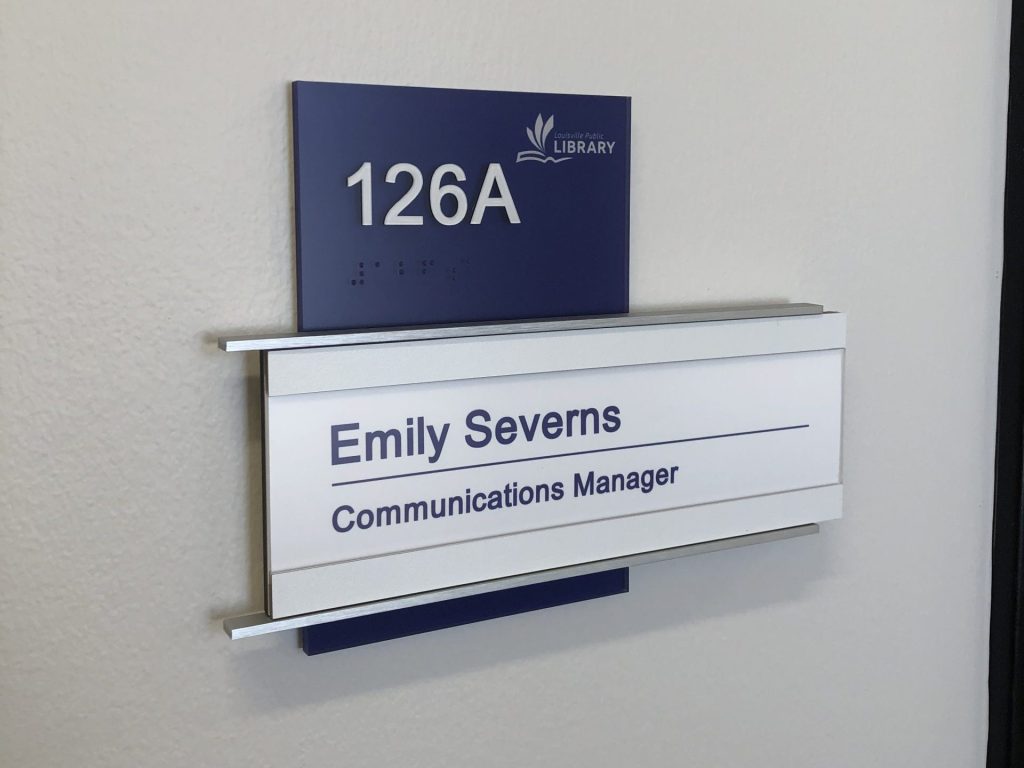 Louisville Public
LIBRARY
126A
Emily Severns
Communications Manager